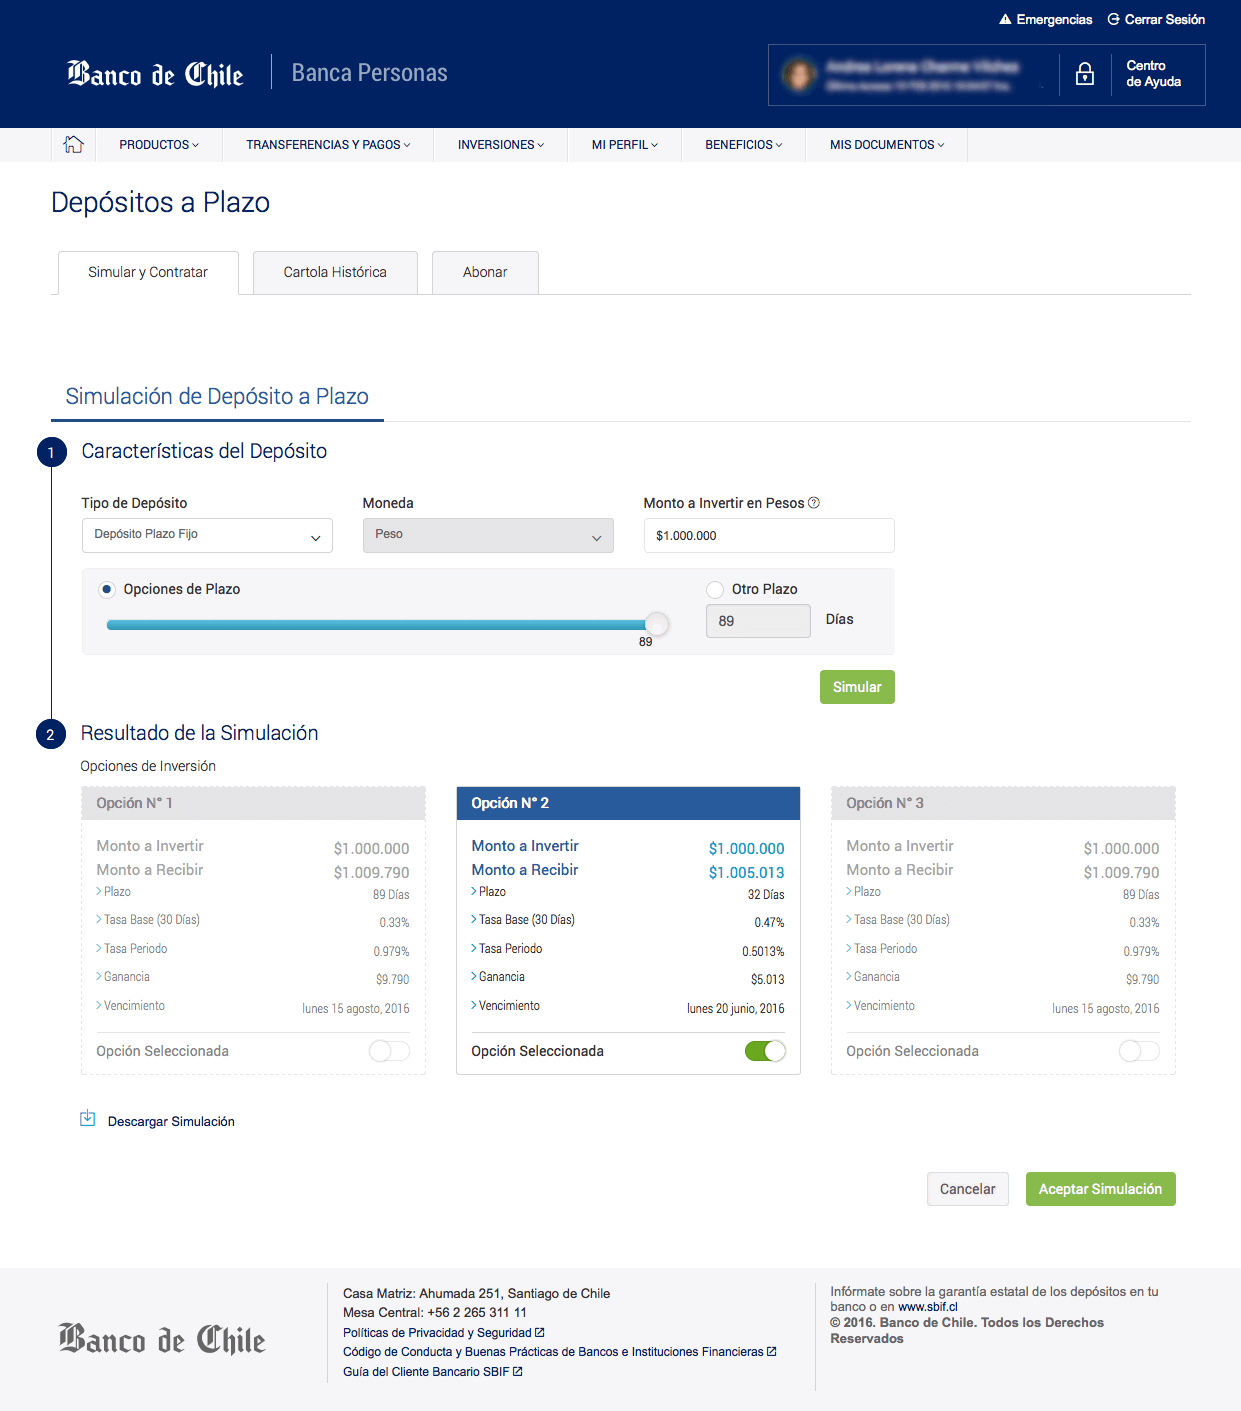 Emergencias Cerrar Sesión
Banco de Chile Banca Personas
Centro
de Ayuda
PRODUCTOS TRANSFERENCIAS Y PAGOS INVERSIONES MI PERFIL BENEFICIOS MIS DOCUMENTOS
Depósitos a Plazo
Simular y Contratar Cartola Histórica Abonar
Simulación de Depósito a Plazo
1 Características del Depósito
Tipo de Depósito Moneda Monto a Invertir en Pesos ?
Depósito Plazo Fijo Peso $1.000.000
Opciones de Plazo Otro Plazo
89 Días
89
Simular
2 Resultado de la Simulación
Opciones de Inversión
Opción N° 1
Monto a Invertir $1.000.000
Monto a Recibir $1.009.790
Plazo 89 Días
Tasa Base (30 Días) 0.33%
Tasa Periodo 0.979%
Ganancia $9.790
Vencimiento lunes 15 agosto, 2016
Opción Seleccionada
Opción N° 2
Monto a Invertir $1.000.000
Monto a Recibir $1.005.013
Plazo 32 Días
Tasa Base (30 Días) 0.47%
Tasa Periodo 0.5013%
Ganancia $5.013
Vencimiento lunes 20 junio, 2016
Opción Seleccionada
Opción N° 3
Monto a Invertir $1.000.000
Monto a Recibir $1.009.790
Plazo 89 Días
Tasa Base (30 Días) 0.33%
Tasa Periodo 0.979%
Ganancia $9.790
Vencimiento lunes 15 agosto, 2016
Opción Seleccionada
Descargar Simulación
Cancelar Aceptar Simulación
Banco de Chile
Casa Matriz: Ahumada 251, Santiago de Chile
Mesa Central: +56 2 265 311 11
Políticas de Privacidad y Seguridad
Código de Conducta y Buenas Prácticas de Bancos e Instituciones Financieras
Guía del Cliente Bancario SBIF
Infórmate sobre la garantía estatal de los depósitos en tu
banco o en www.sbif.cl
© 2016. Banco de Chile. Todos los Derechos
Reservados